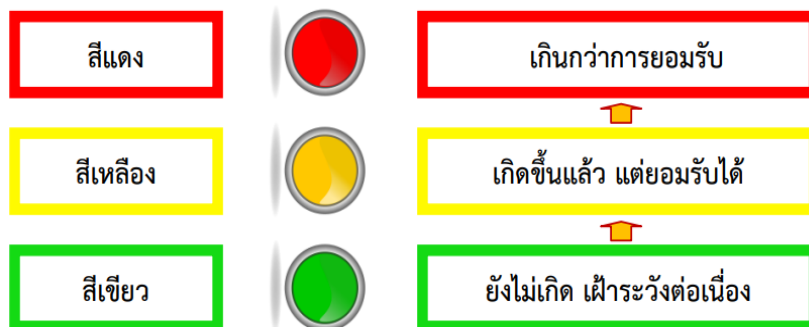 สีแดง
เกินกว่าการยอมรับ
สีเหลือง
เกิดขึ้นแล้ว แต่ยอมรับได้
สีเขียว
ยังไม่เกิด เฝ้าระวังต่อเนื่อง